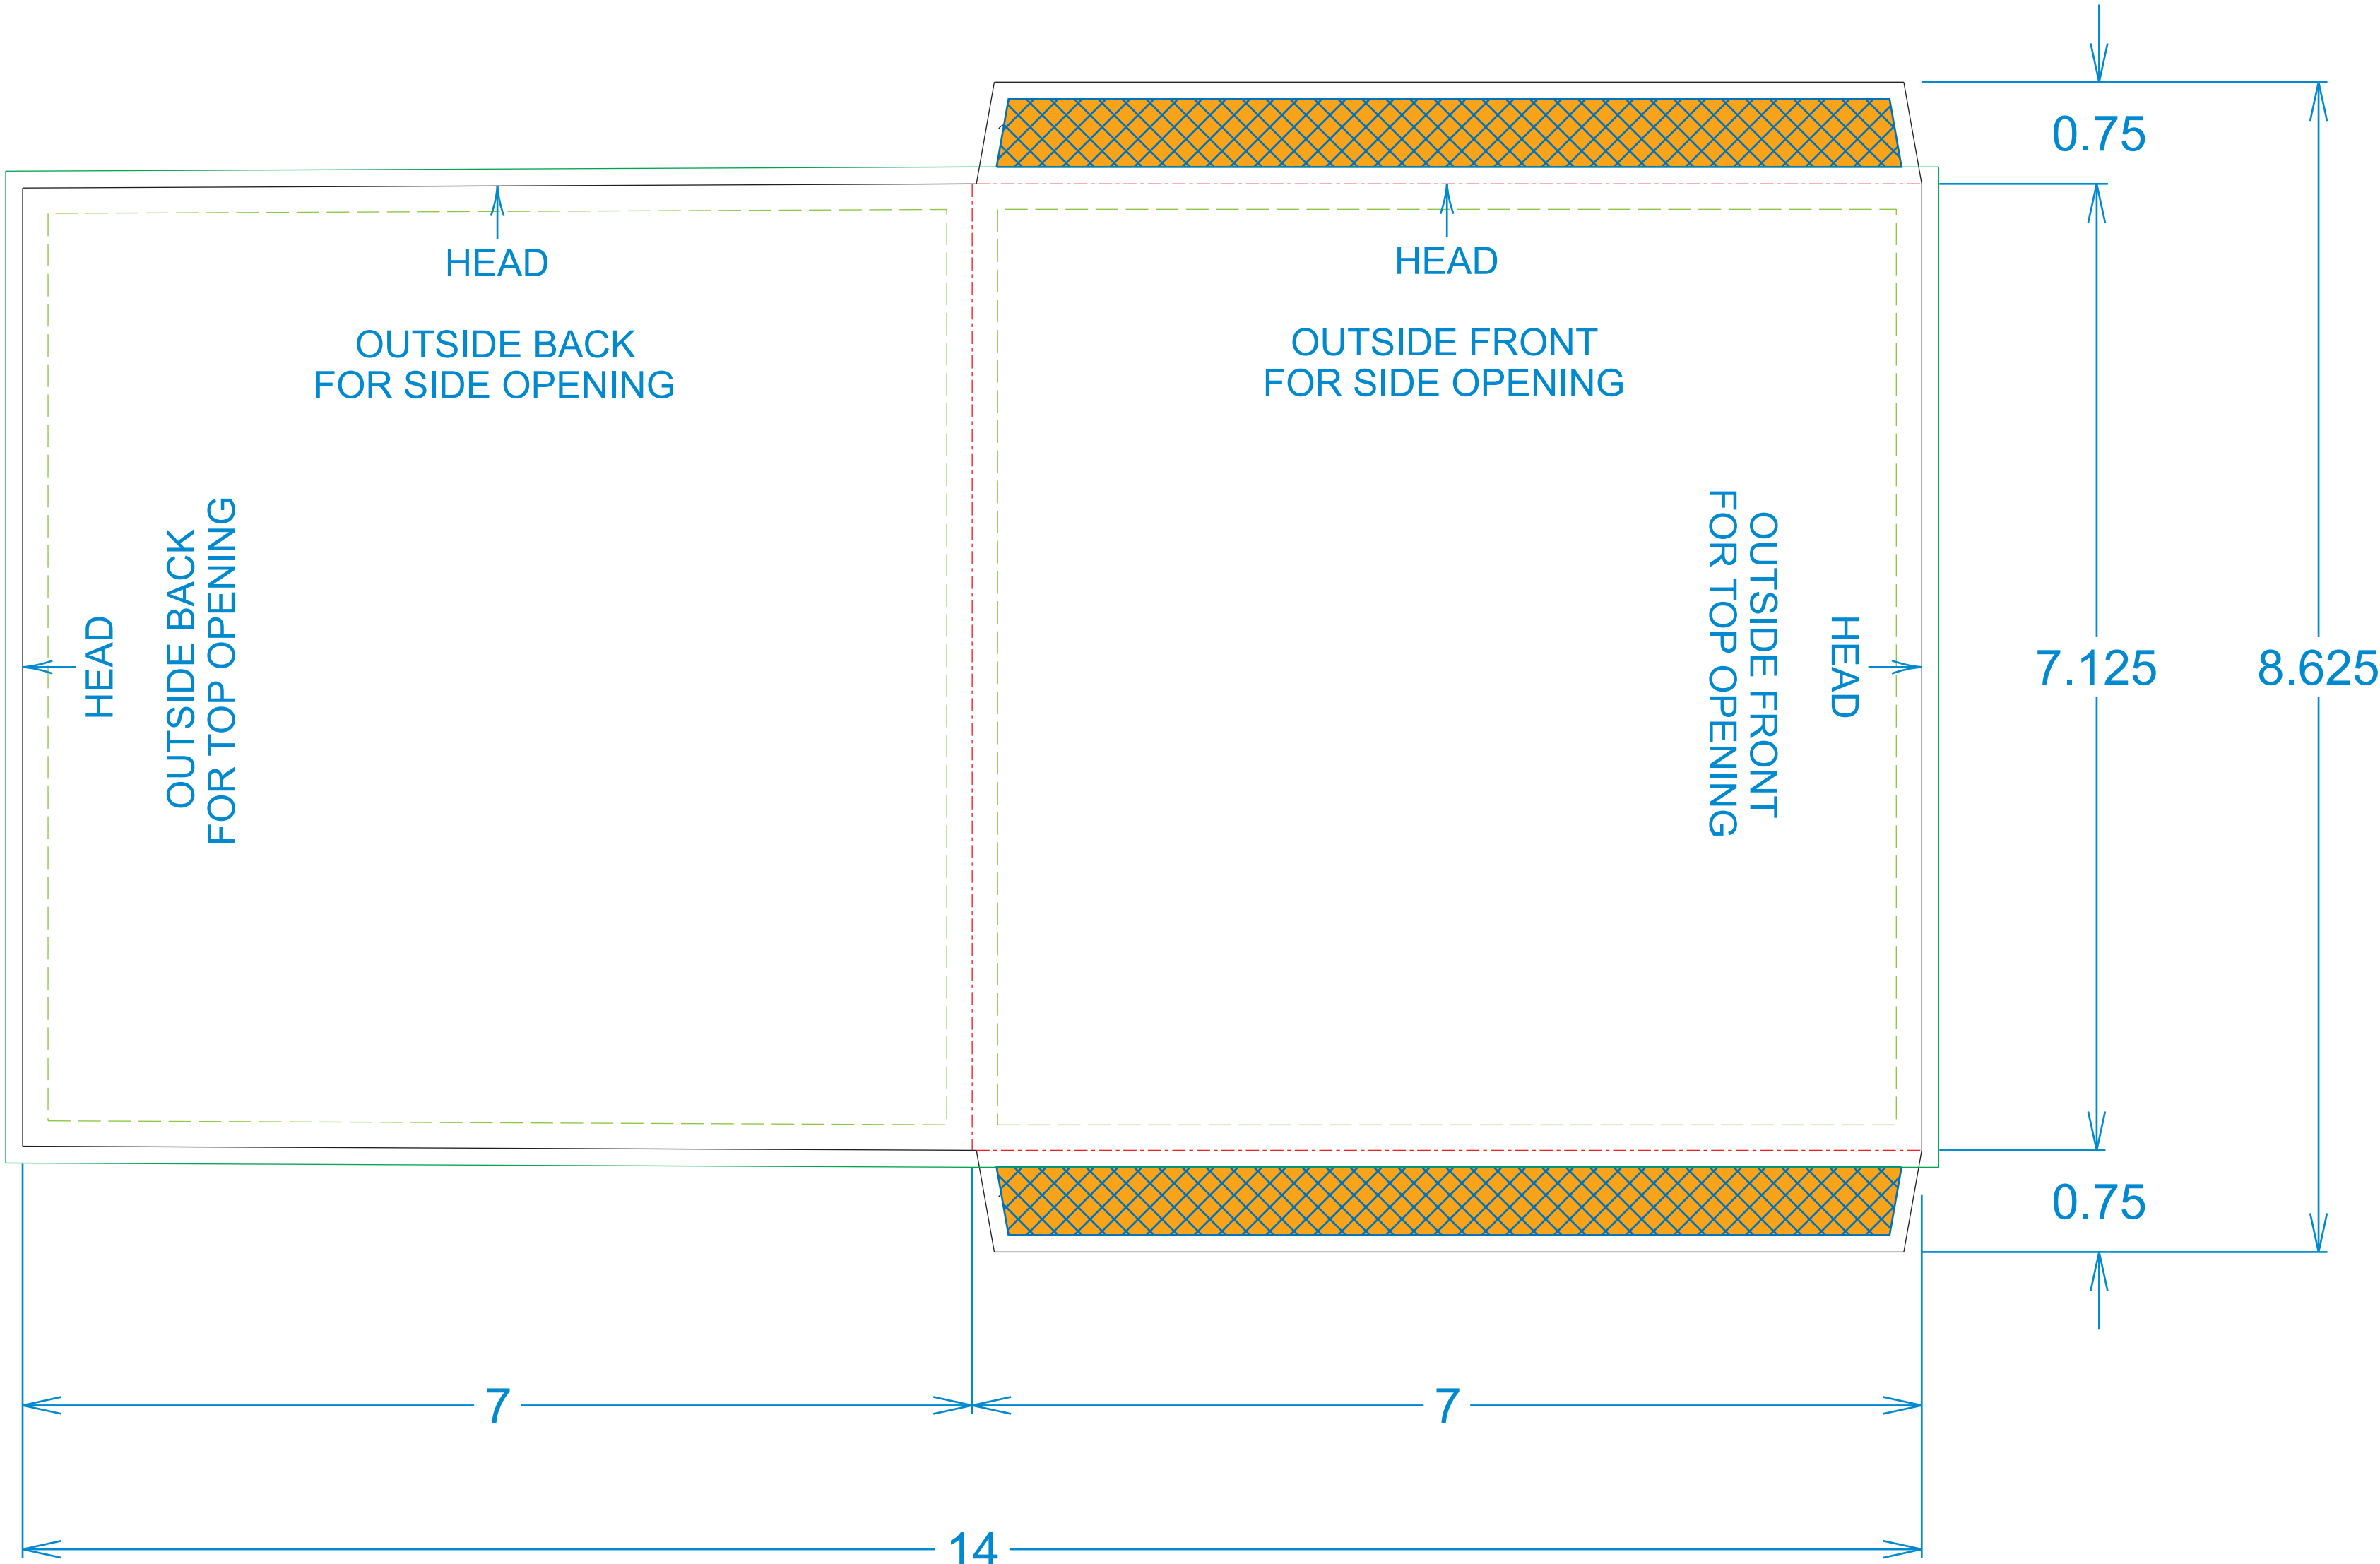 0.75
HEAD
HEAD
OUTSIDE BACK
FOR SIDE OPENING
OUTSIDE FRONT
FOR SIDE OPENING
HEAD
OUTSIDE BACK
FOR TOP OPENING
OUTSIDE FRONT
FOR TOP OPENING
HEAD
7.125
8.625
0.75
7
7
14